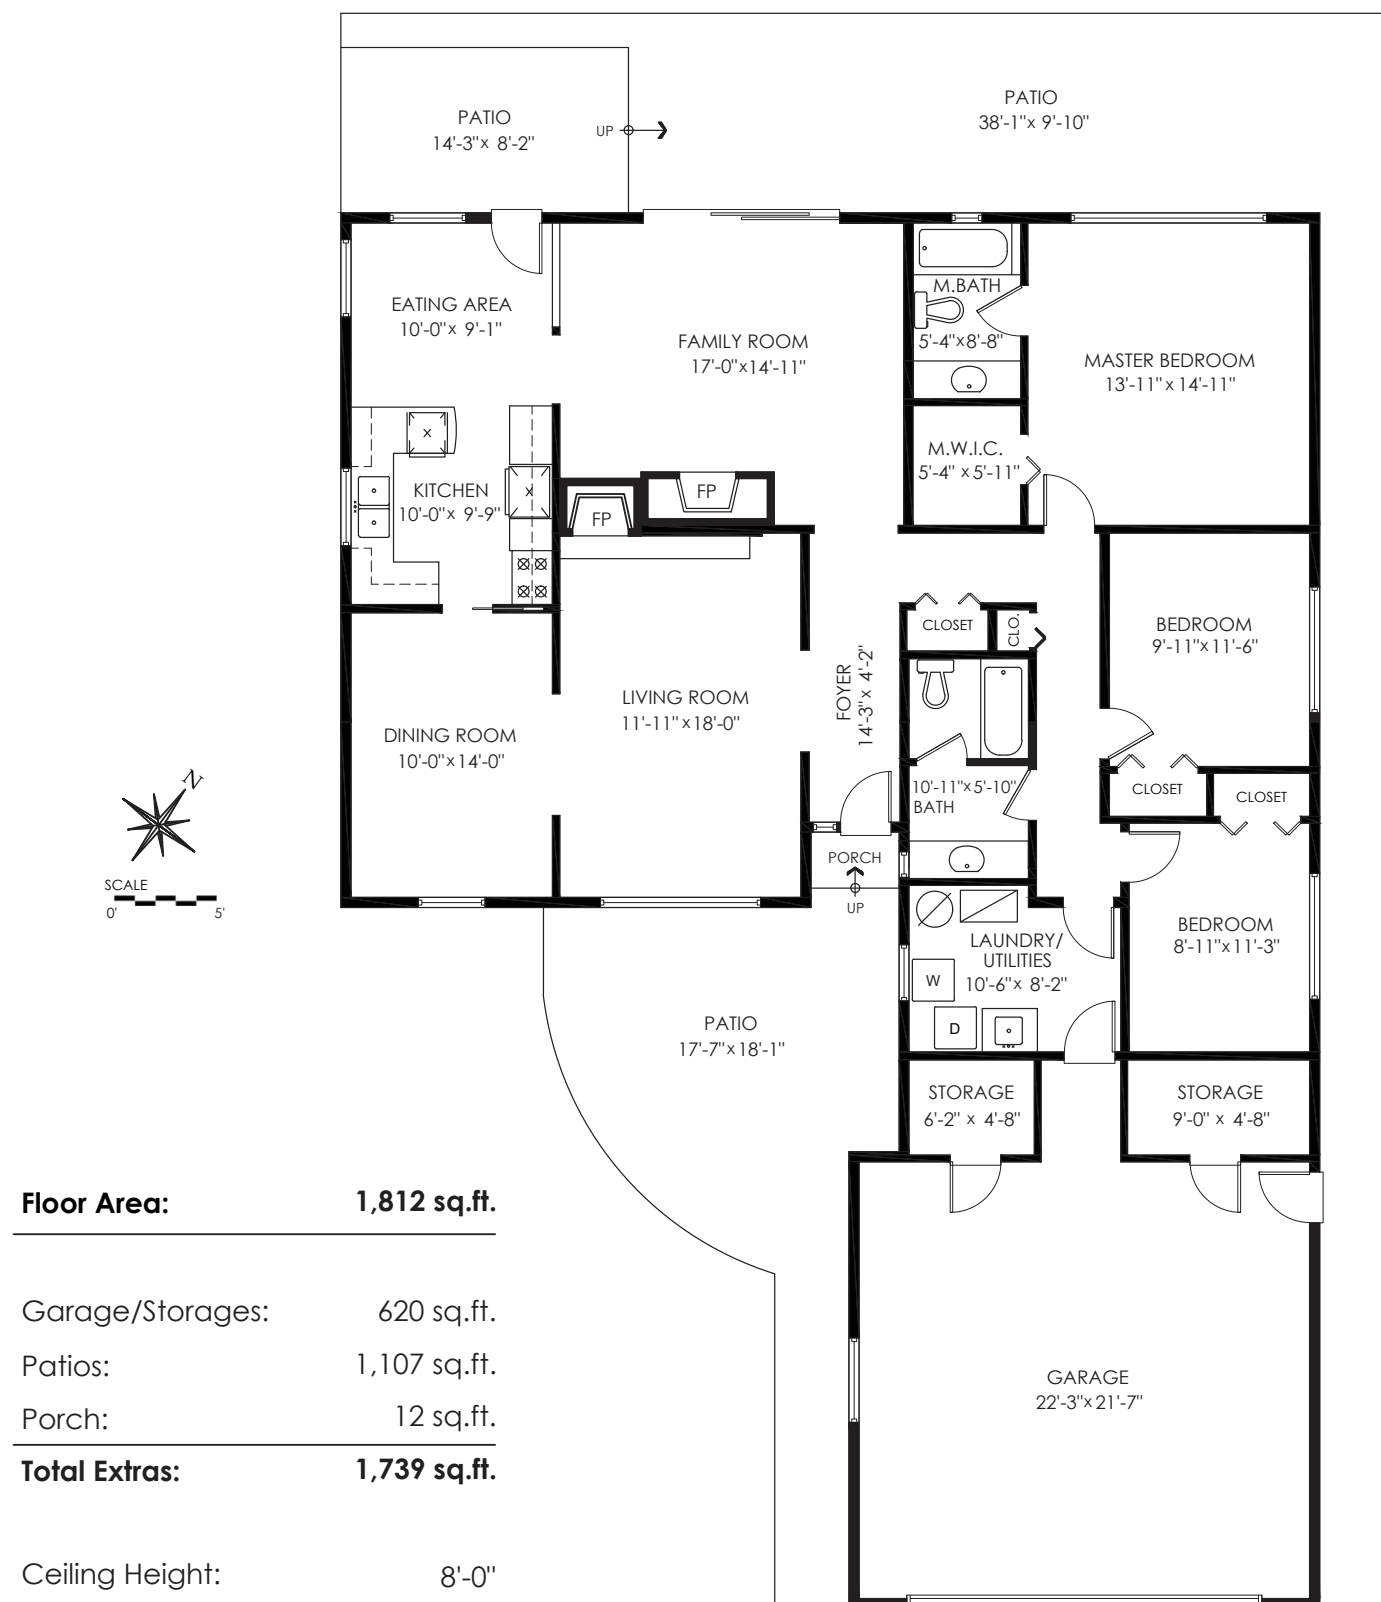 PATIO
14'-3"x 8'-2"
UP
PATIO
38'-1"x 9'-10"
EATING AREA
10'-0"x 9'-1"
FAMILY ROOM
17'-0"x14'-11"
M.BATH
5'-4"x8'-8"
MASTER BEDROOM
13'-11"x 14'-11"
M.W.I.C.
5'-4" x5'-11"
X
KITCHEN
10'-0"x 9'-9"
X
FP
FP
CLOSET
CLO.
BEDROOM
9'-11"x11'-6"
FOYER
14'-3"x 4'-2"
LIVING ROOM
11'-11"x18'-0"
DINING ROOM
10'-0"x14'-0"
10'-11"x5'-10"
BATH
CLOSET
CLOSET
N
SCALE
0' 5'
PORCH
UP
BEDROOM
8'-11"x11'-3"
LAUNDRY/
UTILITIES
10'-6"x 8'-2"
W
D
PATIO
17'-7"x18'-1"
STORAGE
6'-2" x 4'-8"
STORAGE
9'-0" x 4'-8"
GARAGE
22'-3"x21'-7"
Floor Area: 1,812 sq.ft.
Garage/Storages: 620 sq.ft.
Patios: 1,107 sq.ft.
Porch: 12 sq.ft.
Total Extras: 1,739 sq.ft.
Ceiling Height: 8'-0"